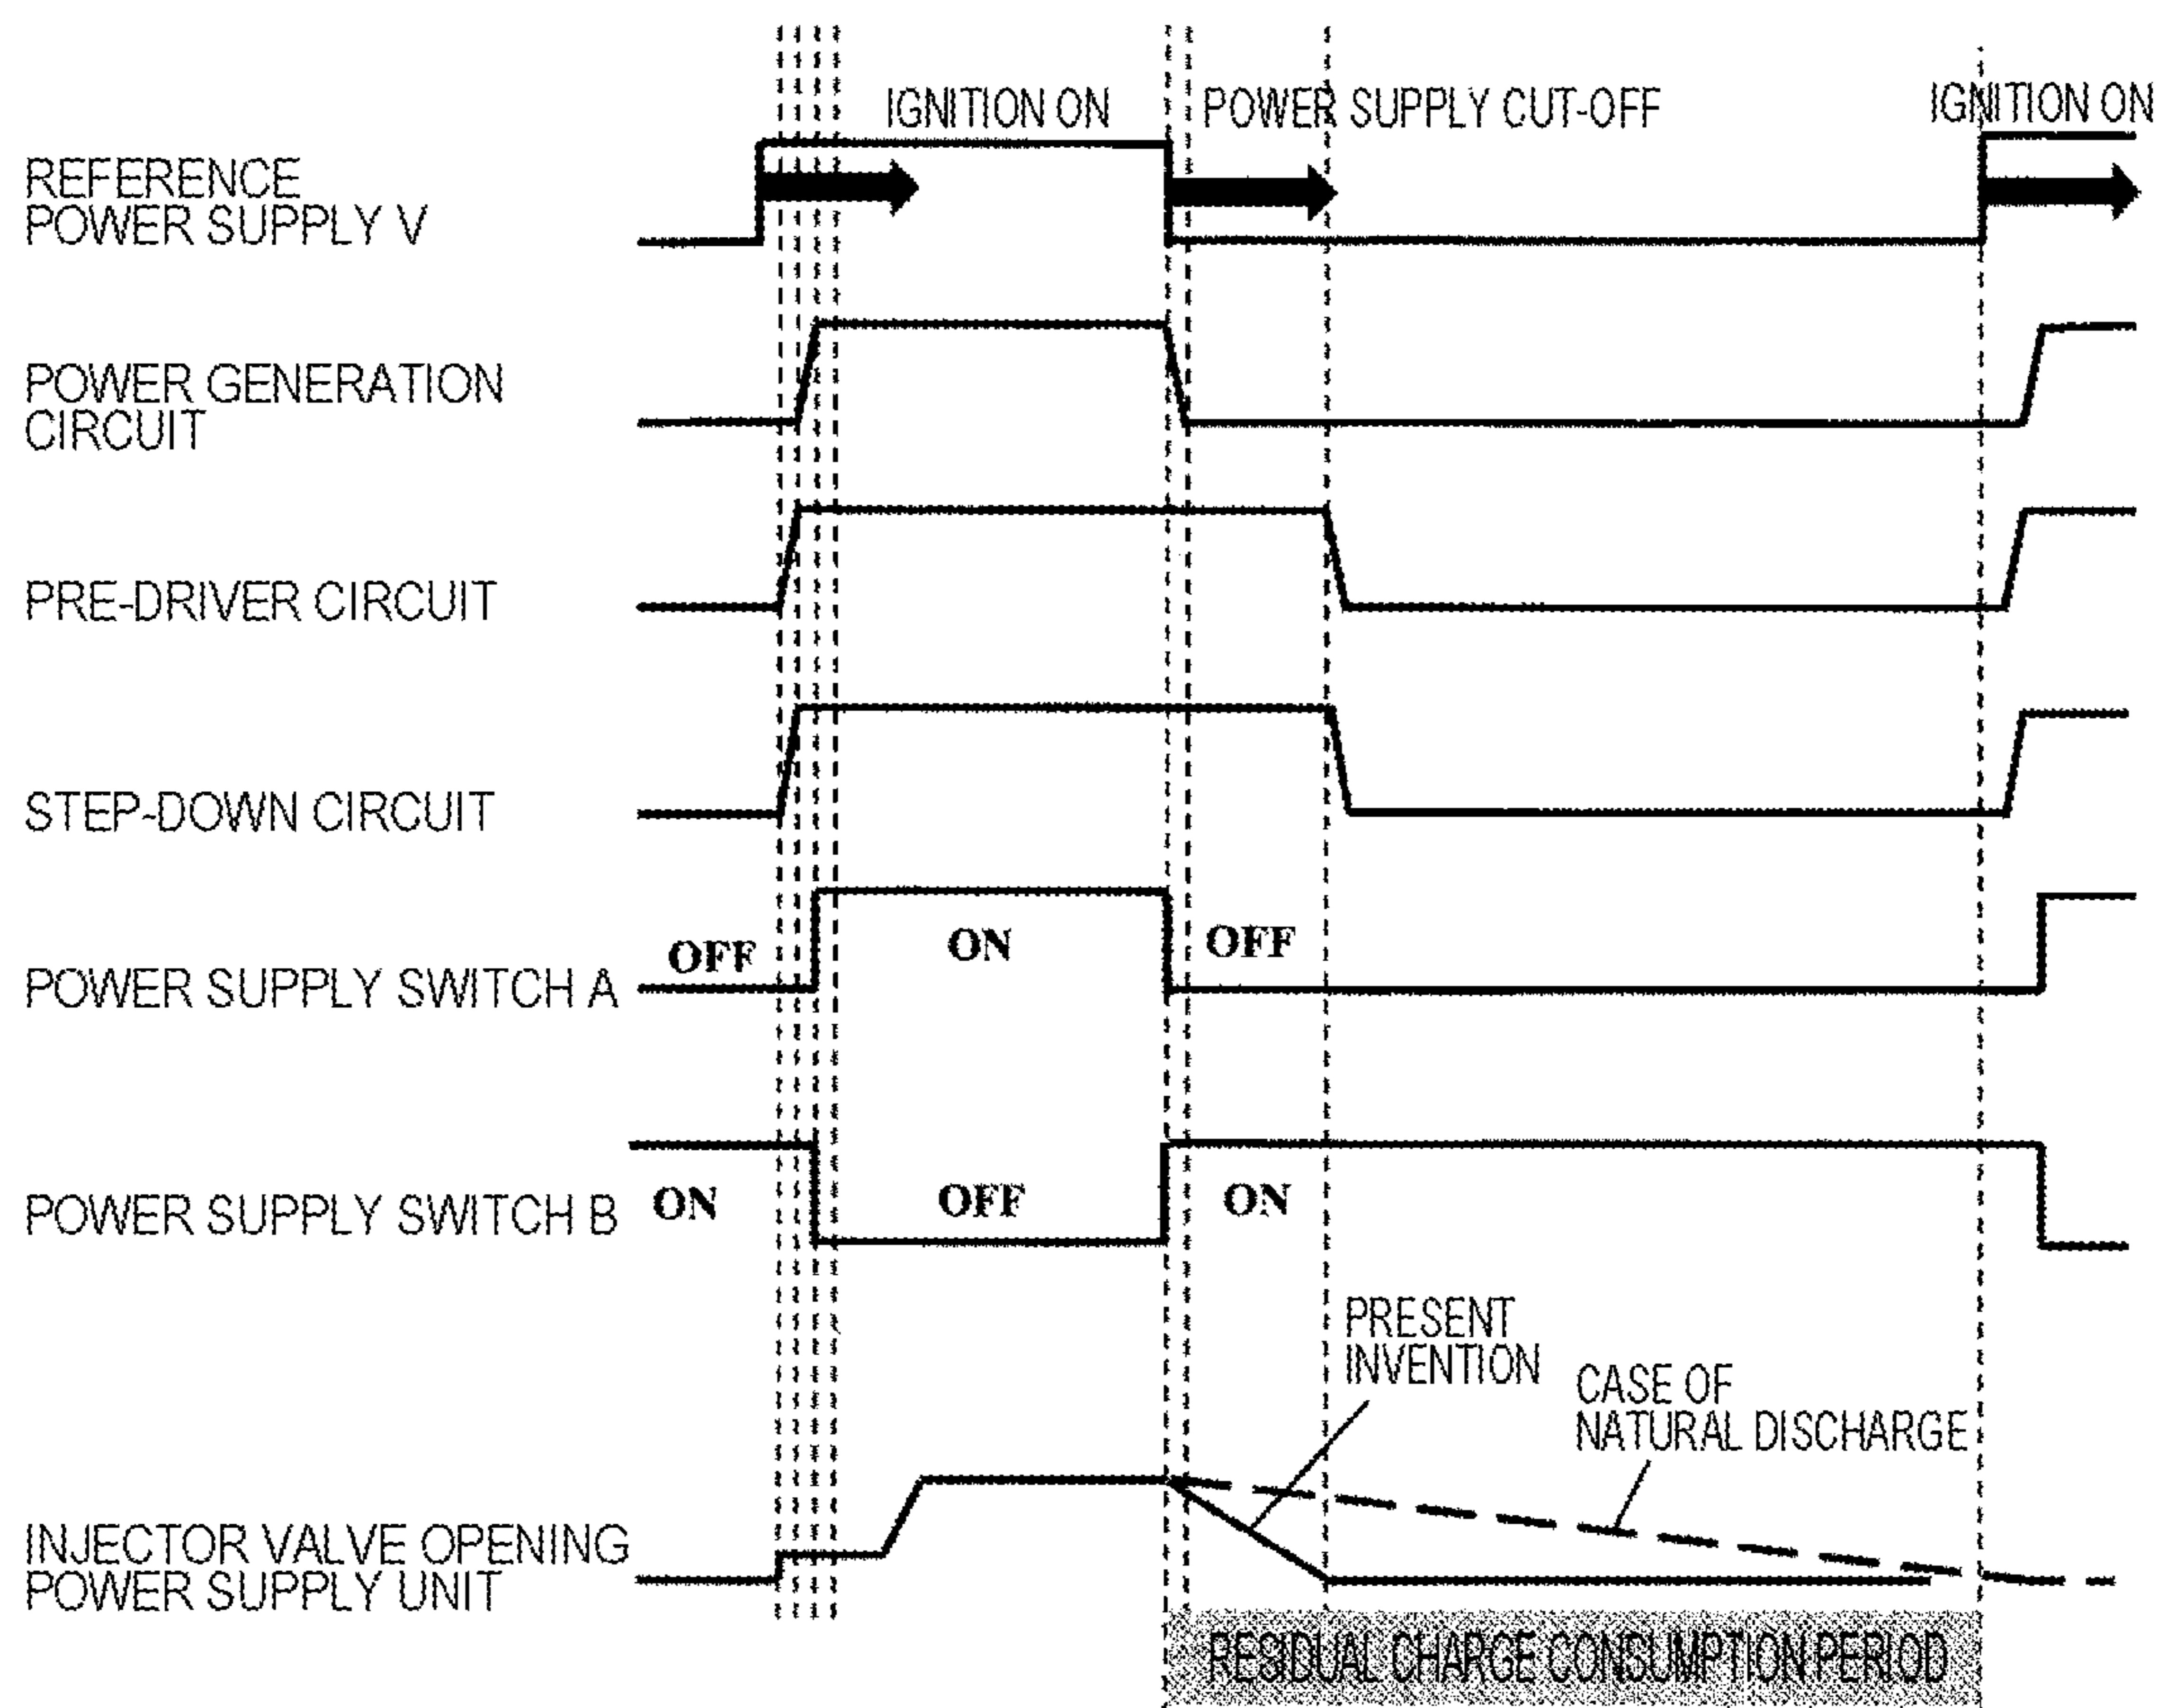 IGNITION ON
POWER SUPPLY CUT-OFF
IGNITION ON
REFERENCE
POWER SUPPLY V
POWER GENERATION
CIRCUIT
PRE-DRIVER CIRCUIT
STEP-DOWN CIRCUIT
OFF
ON
OFF
POWER SUPPLY SWITCH A
ON
OFF
ON
POWER SUPPLY SWITCH B
PRESENT
INVENTION
CASE OF
NATURAL DISCHARGE
INJECTOR VALVE OPENING
POWER SUPPLY UNIT
RESIDUAL CHARGE CONSUMPTION PERIOD